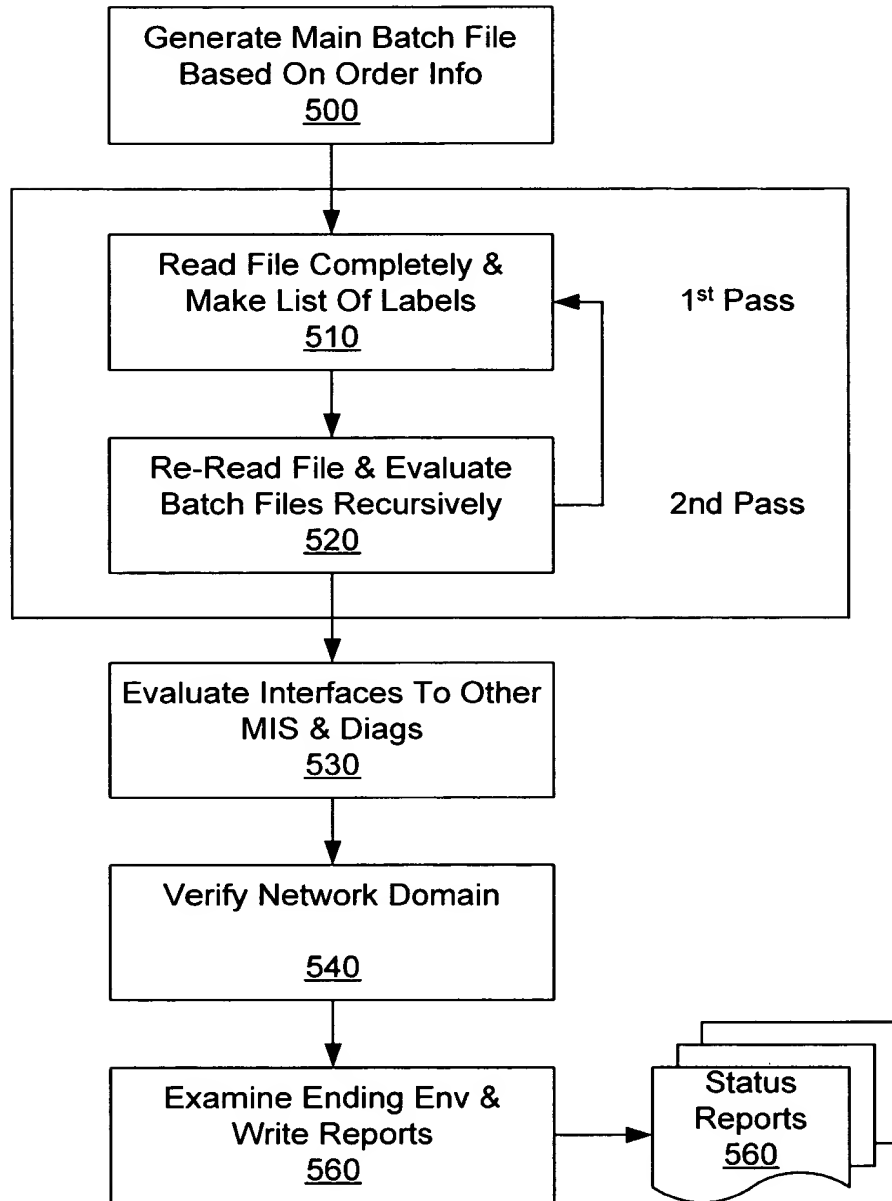 Generate Main Batch File
Based On Order Info
500
Read File Completely &
Make List Of Labels
510
1st Pass
Re-Read File & Evaluate
Batch Files Recursively
520
2nd Pass
Evaluate Interfaces To Other
MIS & Diags
530
Verify Network Domain
540
Examine Ending Env &
Write Reports
560
Status
Reports
560